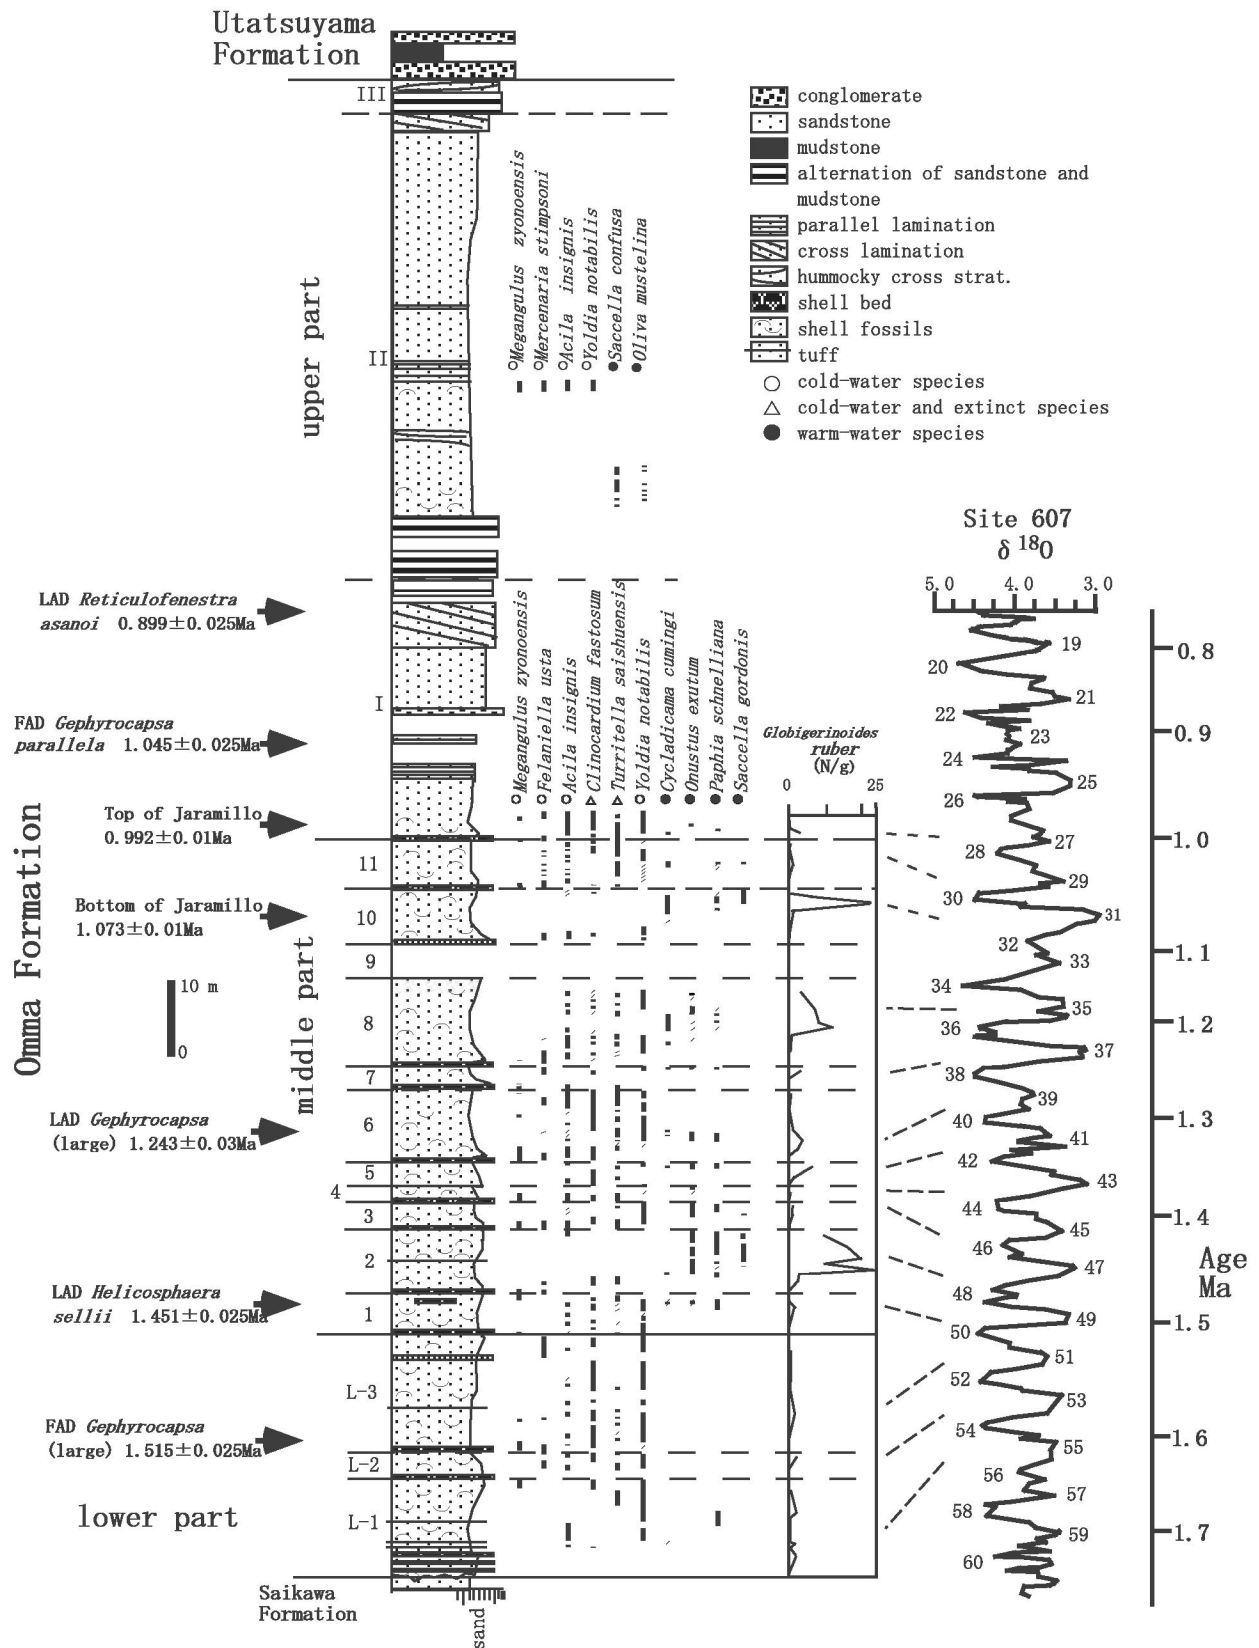 Utatsuyama
Formation
III
conglomerate
sandstone
mudstone
alternation of sandstone and
mudstone
parallel lamination
cross lamination
hummocky cross strat.
shell bed
shell fossils
tuff
cold-water species
cold-water and extinct species
warm-water species
Megangulus zyonoensis
Mercenaria stimpsoni
Acila insignis
Yoldia notabilis
Saccella confusa
Oliva mustelina
upper part
II
Site 607
δ 18O
5.0 4.0 3.0
LAD Reticulofenestra
asanoi 0.899±0.025Ma
I
FAD Gephyrocapsa
parallela 1.045±0.025Ma
Megangulus zyonoensis
Felaniella usta
Acila insignis
Clinocardium fastosum
Turritella saishuensis
Yoldia notabilis
Cycladicama cumingi
Onustus exutum
Paphia schnelliana
Saccella gordonis
Globigerinoides
ruber
(N/g)
0 25
Omma Formation
Top of Jaramillo
0.992±0.01Ma
Bottom of Jaramillo
1.073±0.01Ma
10 m
0
middle part
11
10
9
8
7
6
5
4
3
2
1
LAD Gephyrocapsa
(large) 1.243±0.03Ma
LAD Helicosphaera
sellii 1.451±0.025Ma
FAD Gephyrocapsa
(large) 1.515±0.025Ma
L-3
L-2
L-1
lower part
Saikawa
Formation
sand
19
20
21
22
23
24
25
26
27
28
29
30
31
32
33
34
35
36
37
38
39
40
41
42
43
44
45
46
47
48
49
50
51
52
53
54
55
56
57
58
59
60
0.8
0.9
1.0
1.1
1.2
1.3
1.4
Age
Ma
1.5
1.6
1.7